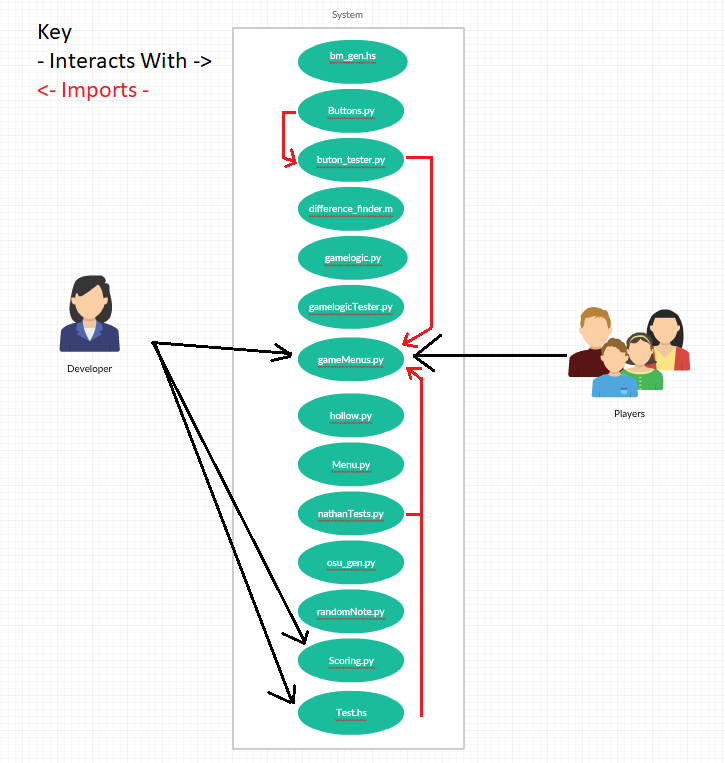 System
Key
- Interacts With ->
<- Imports -
bm_gen.hs
Buttons.py
buton_tester.py
difference_finder.m
gamelogic.py
gamelogicTester.py
gameMenus.py
Developer
Players
hollow.py
Menu.py
nathanTests.py
osu_gen.py
randomNote.py
Scoring.py
Test.hs